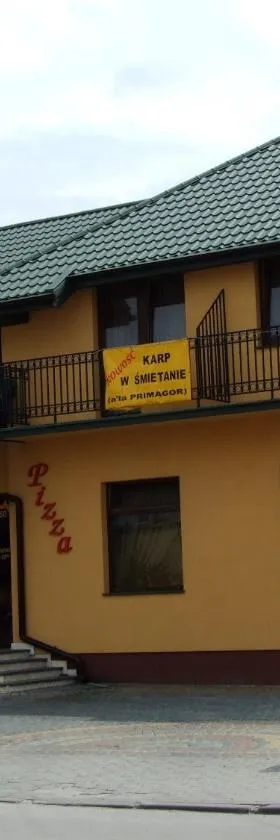 NOWOŚĆ
KARP
W ŚMIETANIE
(a'la PRIMAGOR)
Pizza